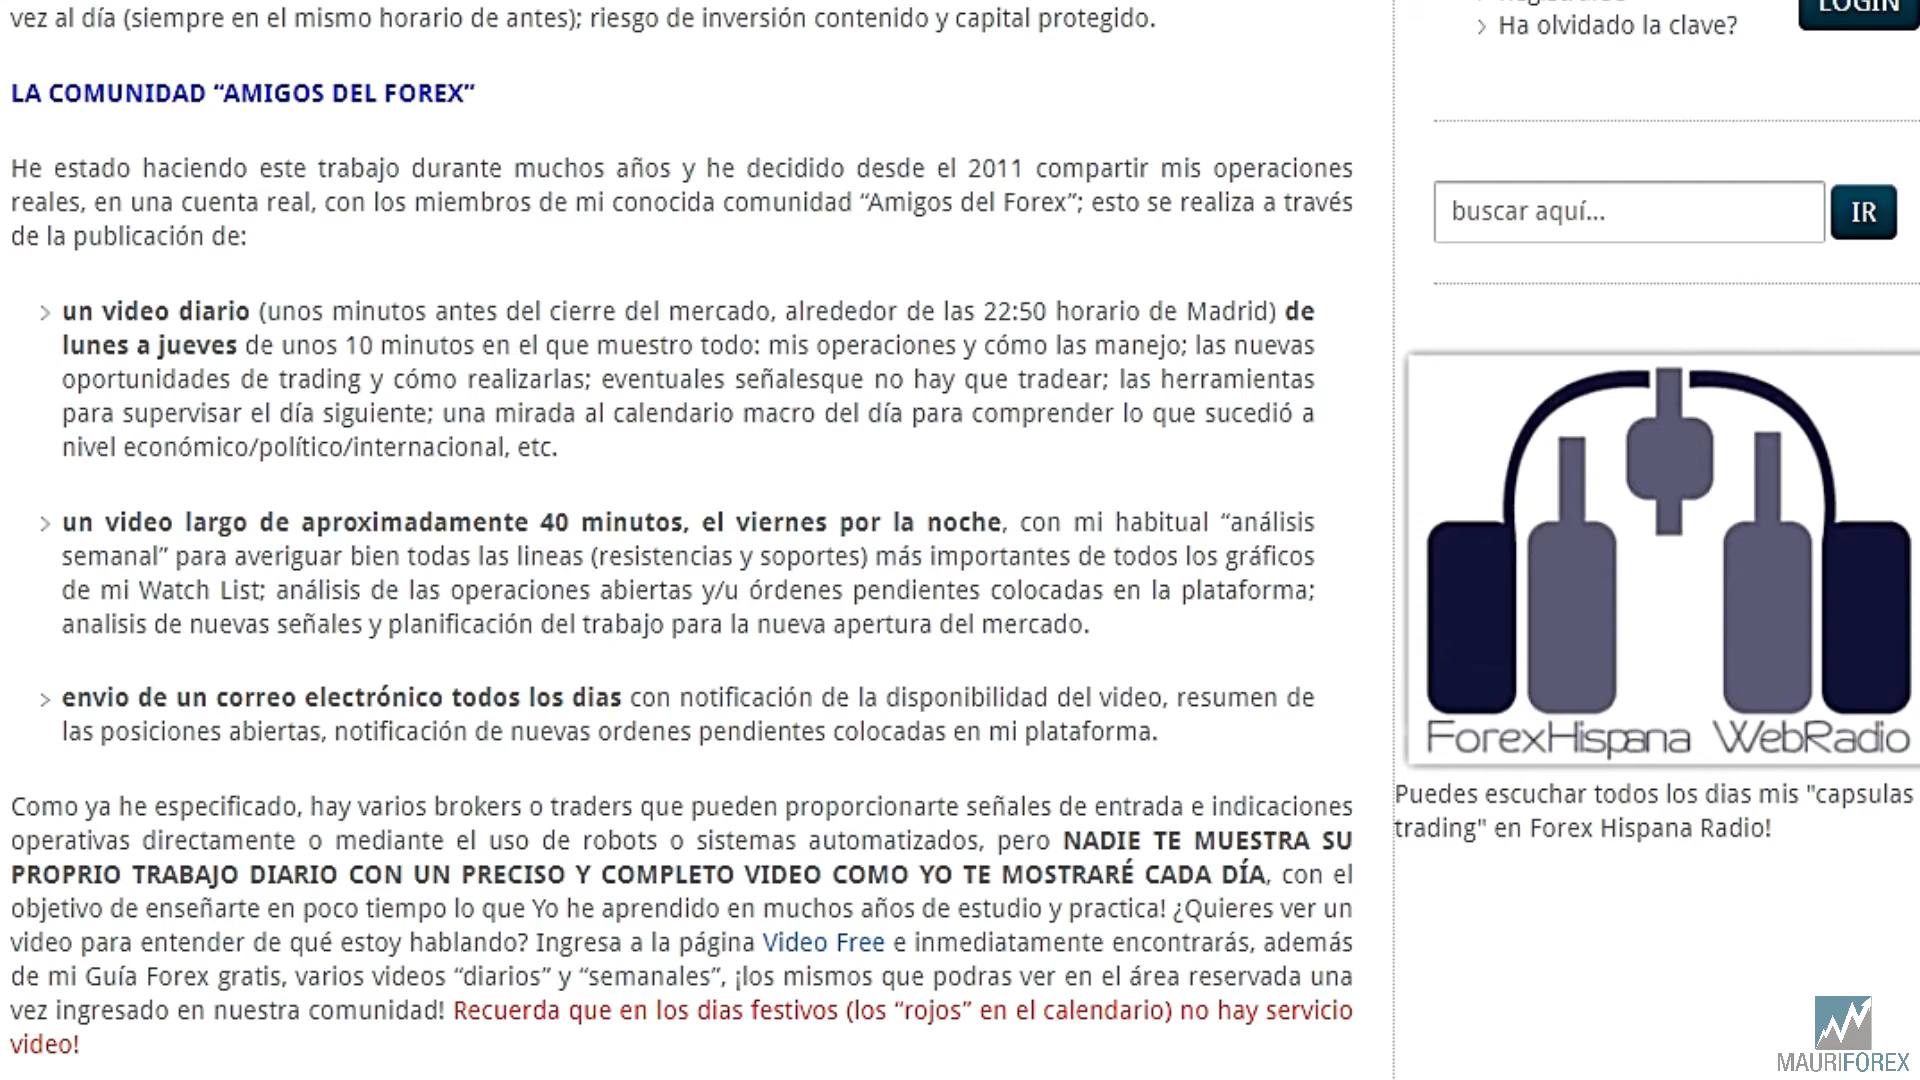 vez al día (siempre en el mismo horario de antes); riesgo de inversión contenido y capital protegido.
LA COMUNIDAD “AMIGOS DEL FOREX”
He estado haciendo este trabajo durante muchos años y he decidido desde el 2011 compartir mis operaciones
reales, en una cuenta real, con los miembros de mi conocida comunidad “Amigos del Forex”; esto se realiza a través
de la publicación de:
un video diario (unos minutos antes del cierre del mercado, alrededor de las 22:50 horario de Madrid) de
lunes a jueves de unos 10 minutos en el que muestro todo: mis operaciones y cómo las manejo; las nuevas
oportunidades de trading y cómo realizarlas; eventuales señalesque no hay que tradear; las herramientas
para supervisar el día siguiente; una mirada al calendario macro del día para comprender lo que sucedió a
nivel económico/político/internacional, etc.
un video largo de aproximadamente 40 minutos, el viernes por la noche, con mi habitual “análisis
semanal” para averiguar bien todas las lineas (resistencias y soportes) más importantes de todos los gráficos
de mi Watch List; análisis de las operaciones abiertas y/u órdenes pendientes colocadas en la plataforma;
analisis de nuevas señales y planificación del trabajo para la nueva apertura del mercado.
envio de un correo electrónico todos los dias con notificación de la disponibilidad del video, resumen de
las posiciones abiertas, notificación de nuevas ordenes pendientes colocadas en mi plataforma.
Como ya he especificado, hay varios brokers o traders que pueden proporcionarte señales de entrada e indicaciones
operativas directamente o mediante el uso de robots o sistemas automatizados, pero NADIE TE MUESTRA SU
PROPRIO TRABAJO DIARIO CON UN PRECISO Y COMPLETO VIDEO COMO YO TE MOSTRARÉ CADA DÍA, con el
objetivo de enseñarte en poco tiempo lo que Yo he aprendido en muchos años de estudio y practica! ¿Quieres ver un
video para entender de qué estoy hablando? Ingresa a la página Video Free e inmediatamente encontrarás, además
de mi Guía Forex gratis, varios videos “diarios” y “semanales”, ¡los mismos que podras ver en el área reservada una
vez ingresado en nuestra comunidad! Recuerda que en los dias festivos (los “rojos” en el calendario) no hay servicio
video!
LOGIN
Ha olvidado la clave?
buscar aquí...
IR
ForexHispana WebRadio
Puedes escuchar todos los dias mis "capsulas
trading" en Forex Hispana Radio!
MAURIFOREX